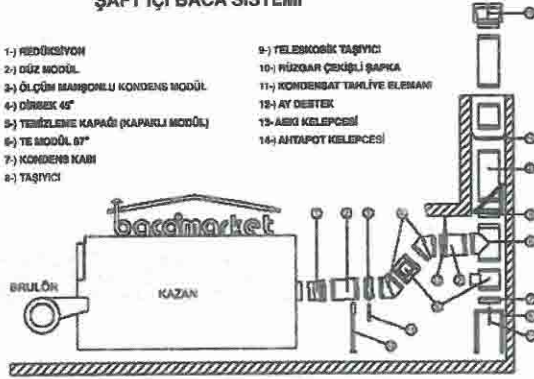 ŞAFT İÇİ BACA SİSTEMİ
1-) REDÜKSİYON
2-) DÜZ MODÜL
3-) ÖLÇÜM MANŞONLU KONDENS MODÜL
4-) DİRSEK 45°
5-) TEMİZLEME KAPAĞI (KAPAKLI MODÜL)
6-) TE MODÜL 87°
7-) KONDENS KABI
8-) TAŞIYICI
9-) TELESKOBİK TAŞIYICI
10-) RÜZGAR ÇEKİŞLİ ŞAPKA
11-) KONDENSAT TAHLİYE ELEMANI
12-) AY DESTEK
13- ASKI KELEPCESİ
14-) AHTAPOT KELEPCESİ
bacamarket
BRULÖR
KAZAN